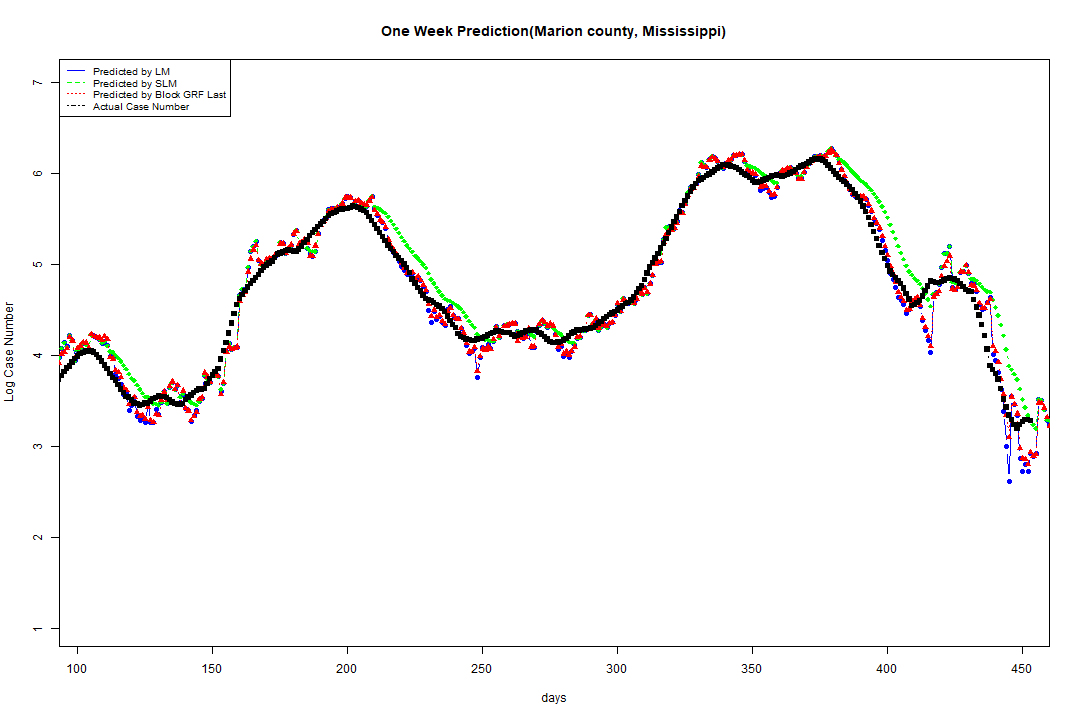 One Week Prediction(Marion county, Mississippi)
Predicted by LM
Predicted by SLM
Predicted by Block GRF Last
Actual Case Number
7
6
5
4
3
2
1
Log Case Number
100 150 200 250 300 350 400 450
days